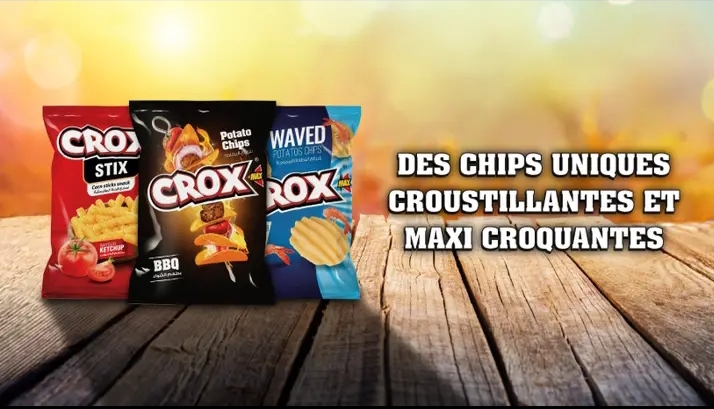 CROX
STIX
Corn sticks snack
KETCHUP
Potato
Chips
CROX
MAX
BBQ
WAVED
POTATOS CHIPS
ROX
MAX
DES CHIPS UNIQUES
CROUSTILLANTES ET
MAXI CROQUANTES